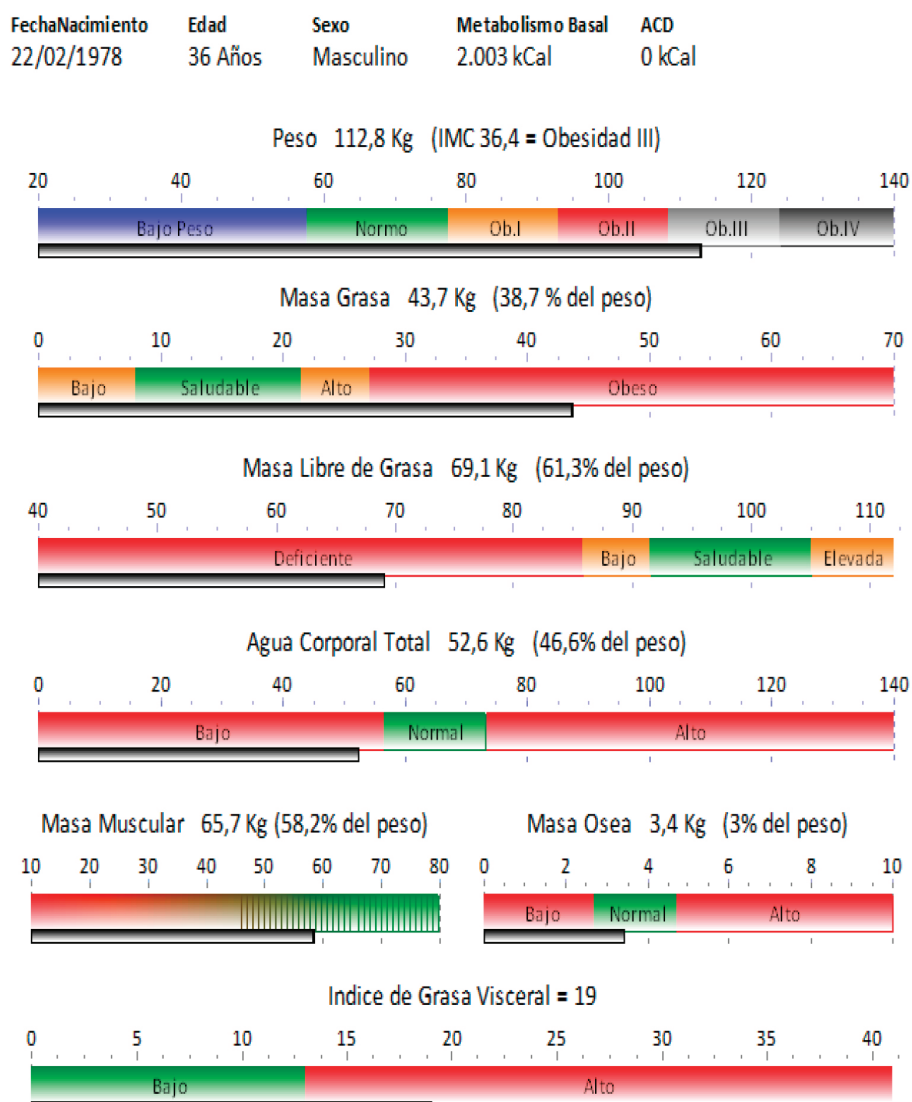 FechaNacimiento Edad Sexo Metabolismo Basal ACD
22/02/1978 36 Años Masculino 2.003 kCal 0 kCal
Peso 112,8 Kg (IMC 36,4 = Obesidad III)
20 40 60 80 100 120 140
Bajo Peso Normo Ob.I Ob.II Ob.III Ob.IV
Masa Grasa 43,7 Kg (38,7 % del peso)
0 10 20 30 40 50 60 70
Bajo Saludable Alto Obeso
Masa Libre de Grasa 69,1 Kg (61,3% del peso)
40 50 60 70 80 90 100 110
Deficiente Bajo Saludable Elevada
Agua Corporal Total 52,6 Kg (46,6% del peso)
0 20 40 60 80 100 120 140
Bajo Normal Alto
Masa Muscular 65,7 Kg (58,2% del peso) Masa Osea 3,4 Kg (3% del peso)
10 20 30 40 50 60 70 80 0 2 4 6 8 10
Bajo Normal Alto
Indice de Grasa Visceral = 19
0 5 10 15 20 25 30 35 40
Bajo Alto